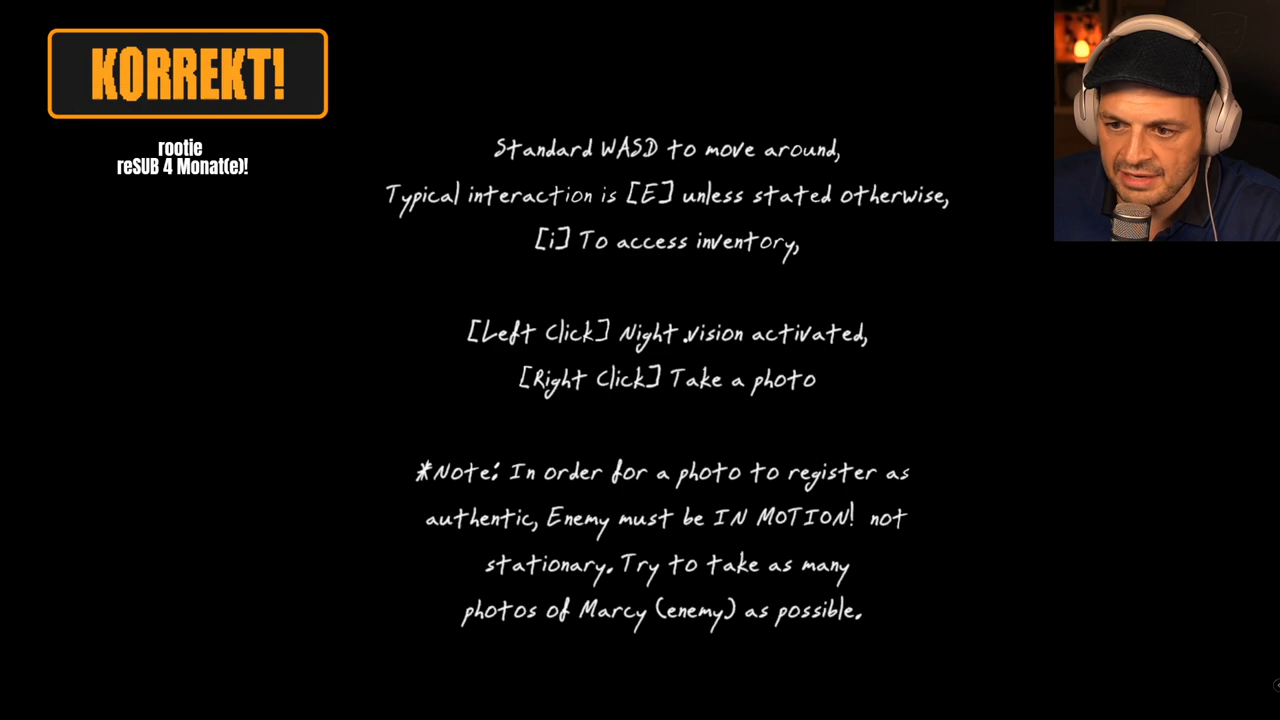 KORREKT!
rootie
reSUB 4 Monat(e)!
Standard WASD to move around,
Typical interaction is [E] unless stated otherwise,
[i] To access inventory,
[Left Click] Night vision activated,
[Right Click] Take a photo
*Note: In order for a photo to register as
authentic, Enemy must be IN MOTION! not
stationary. Try to take as many
photos of Marcy (enemy) as possible.